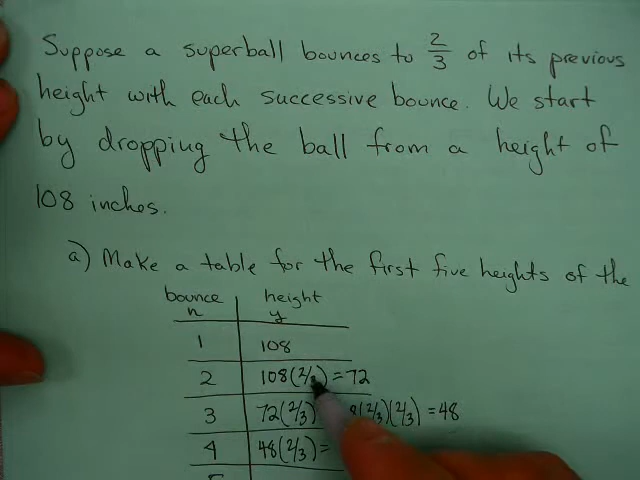 Suppose a superball bounces to 2/3 of its previous
height with each successive bounce. We start
by dropping the ball from a height of
108 inches.
a) Make a table for the first five heights of the
bounce height
n y
1 108
2 108(2/3) = 72
3 72(2/3) 8(2/3)(2/3) = 48
4 48(2/3) =